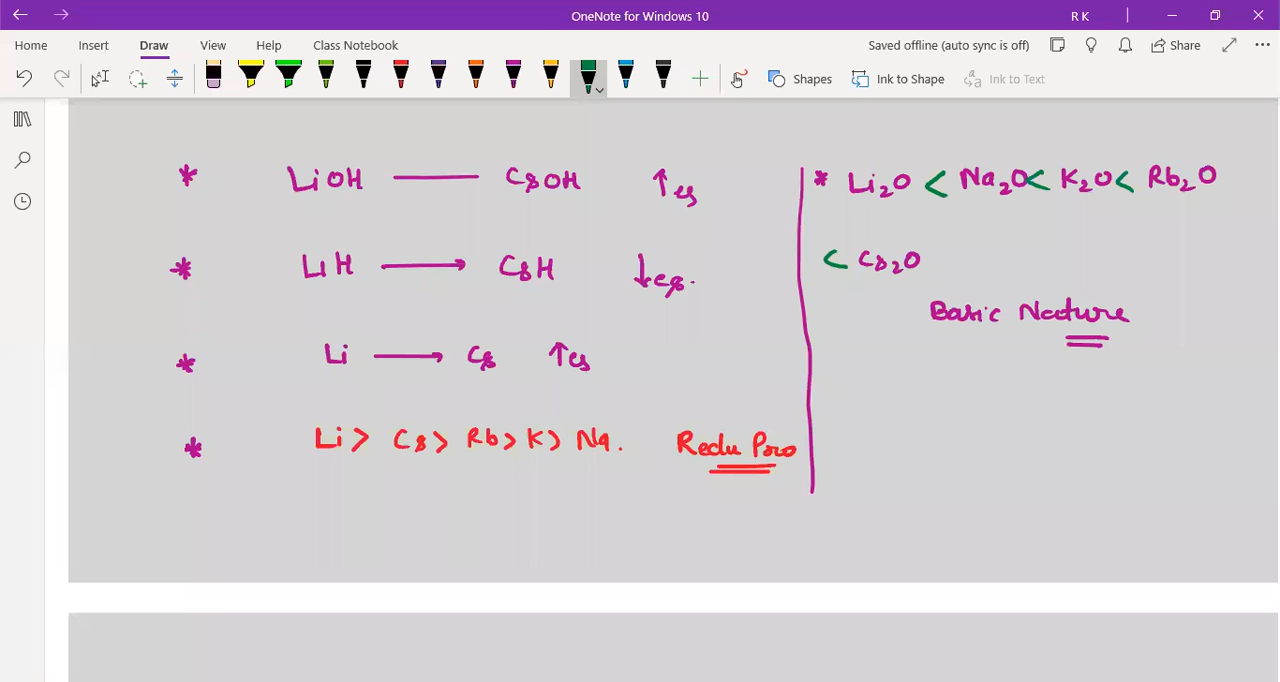 OneNote for Windows 10
R K
Home Insert Draw View Help Class Notebook
Saved offline (auto sync is off) Share
Shapes Ink to Shape Ink to Text
* LiOH —— CsOH ↑es
* LiH → CsH ↓es.
* Li → Cs ↑es
* Li > Cs > Rb > K > Na. Redu Pro
* Li₂O < Na₂O < K₂O < Rb₂O
< Cs₂O
Basic Nature